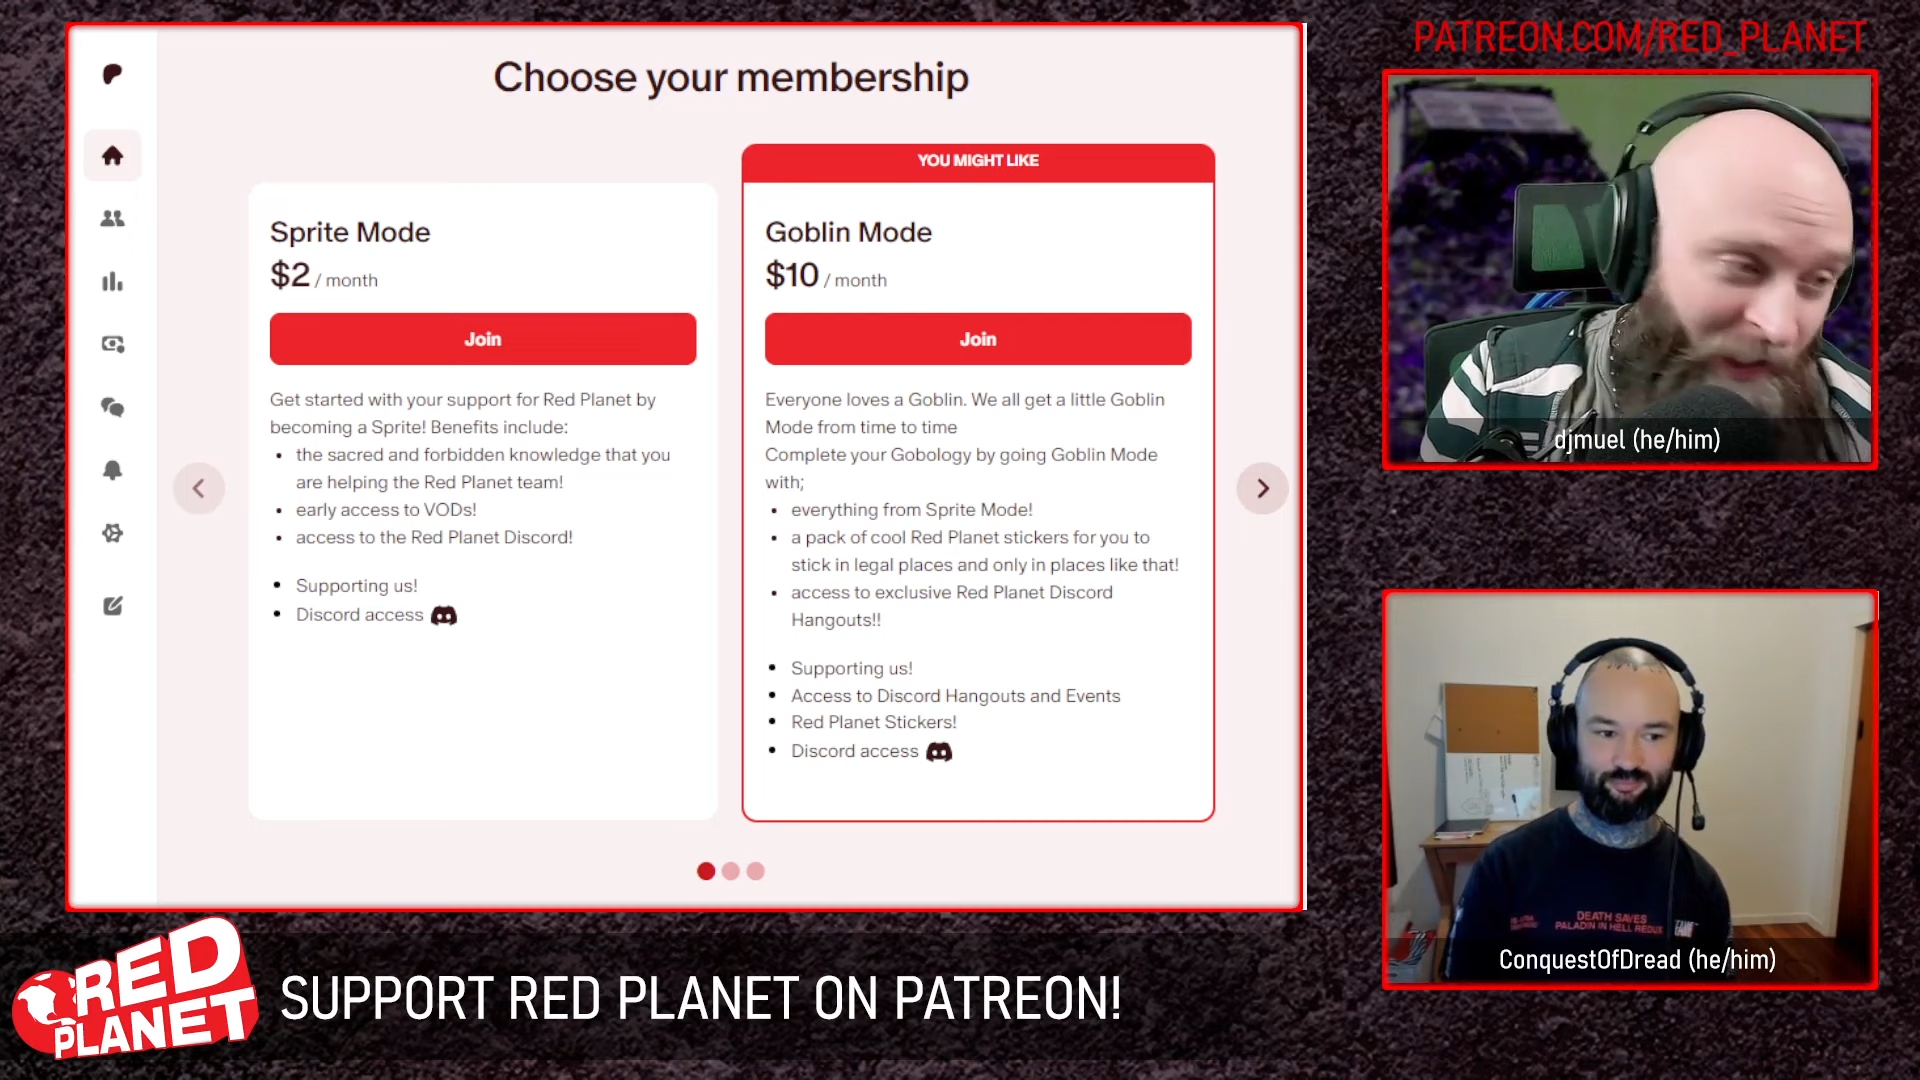 PATREON.COM/RED_PLANET
Choose your membership
Sprite Mode
$2 / month
Join
Get started with your support for Red Planet by
becoming a Sprite! Benefits include:
• the sacred and forbidden knowledge that you
are helping the Red Planet team!
• early access to VODs!
• access to the Red Planet Discord!
• Supporting us!
• Discord access
YOU MIGHT LIKE
Goblin Mode
$10 / month
Join
Everyone loves a Goblin. We all get a little Goblin
Mode from time to time
Complete your Gobology by going Goblin Mode
with;
• everything from Sprite Mode!
• a pack of cool Red Planet stickers for you to
stick in legal places and only in places like that!
• access to exclusive Red Planet Discord
Hangouts!!
• Supporting us!
• Access to Discord Hangouts and Events
• Red Planet Stickers!
• Discord access
djmuel (he/him)
DEATH SAVES
PALADIN IN HELL REDUX
ConquestOfDread (he/him)
RED
PLANET
SUPPORT RED PLANET ON PATREON!